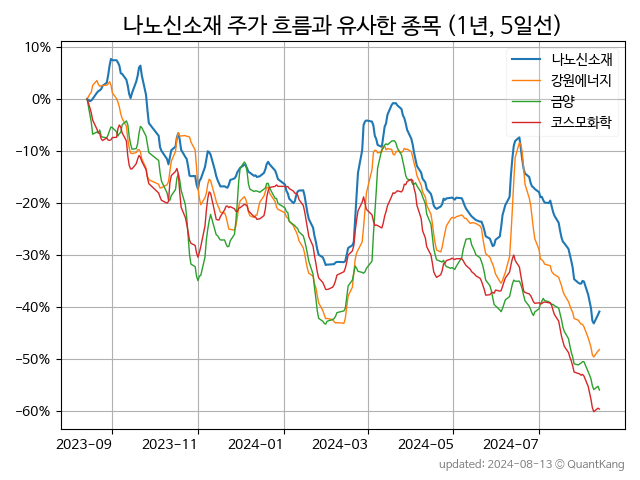 나노신소재 주가 흐름과 유사한 종목 (1년, 5일선)
나노신소재
강원에너지
금양
코스모화학
10%
0%
−10%
−20%
−30%
−40%
−50%
−60%
2023-09 2023-11 2024-01 2024-03 2024-05 2024-07
updated: 2024-08-13 © QuantKang